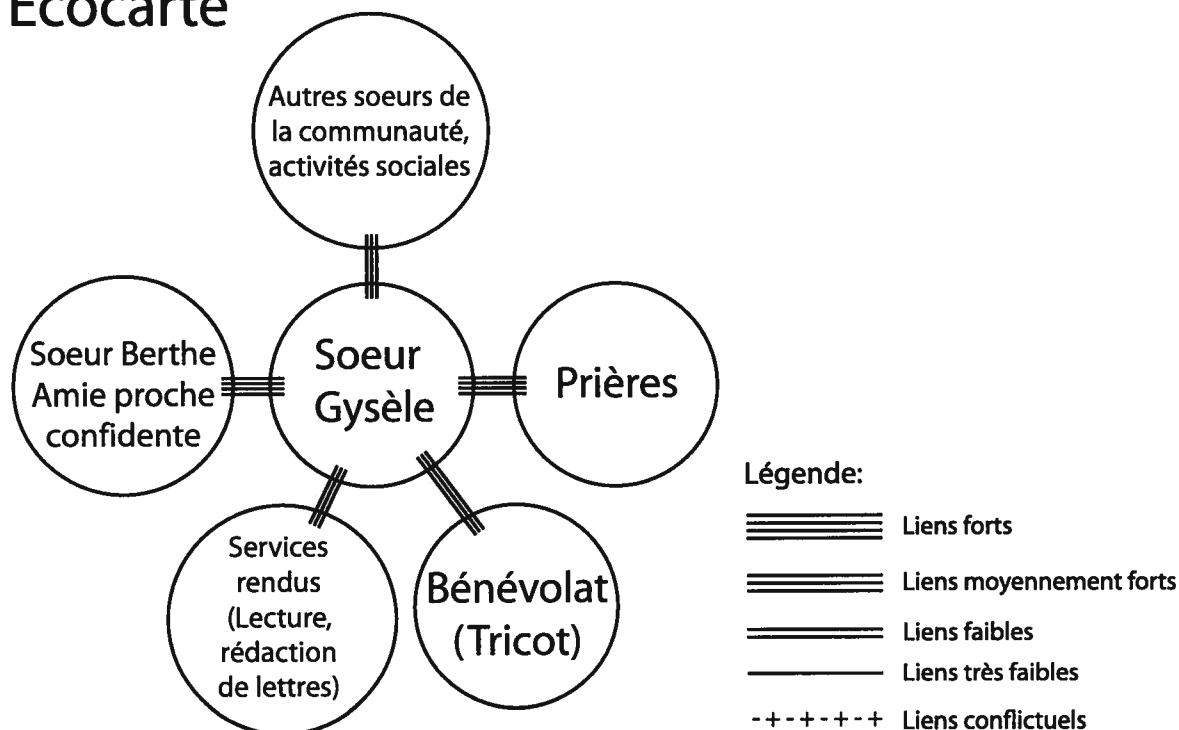 Écocarte
Autres soeurs de
la communauté,
activités sociales
Soeur Berthe
Amie proche
confidente
Soeur
Gysèle
Prières
Services
rendus
(Lecture,
rédaction
de lettres)
Bénévolat
(Tricot)
Légende:
Liens forts
Liens moyennement forts
Liens faibles
Liens très faibles
Liens conflictuels